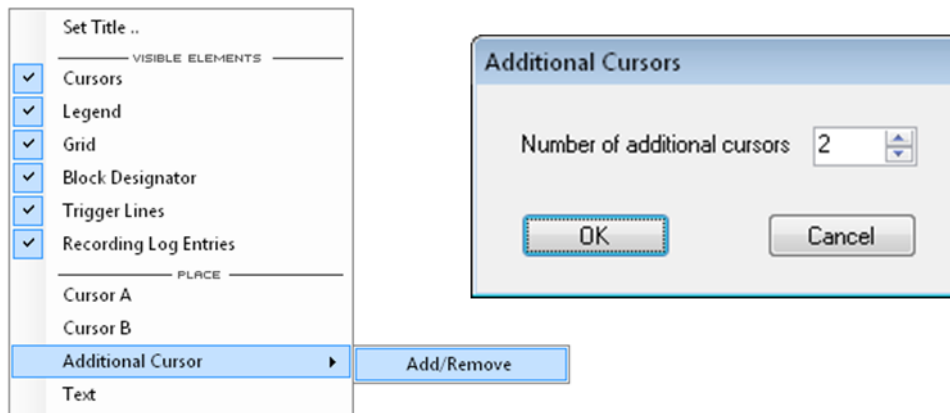 Set Title ..
VISIBLE ELEMENTS
Cursors
Legend
Grid
Block Designator
Trigger Lines
Recording Log Entries
PLACE
Cursor A
Cursor B
Additional Cursor
Add/Remove
Text
Additional Cursors
Number of additional cursors 2
OK Cancel